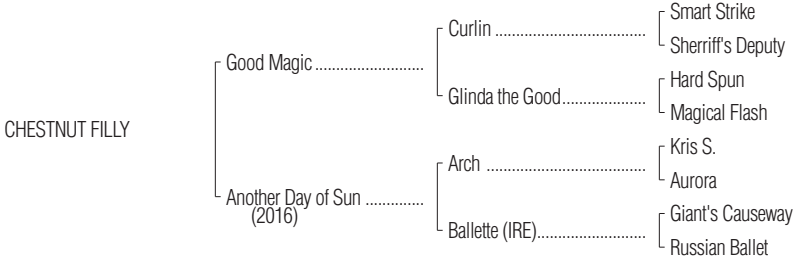 Smart Strike
Curlin ....................................
Sherriff's Deputy
Good Magic ..........................
Hard Spun
Glinda the Good....................
Magical Flash
CHESTNUT FILLY
Kris S.
Arch ......................................
Aurora
Another Day of Sun ..............
(2016)
Giant's Causeway
Ballette (IRE)..........................
Russian Ballet